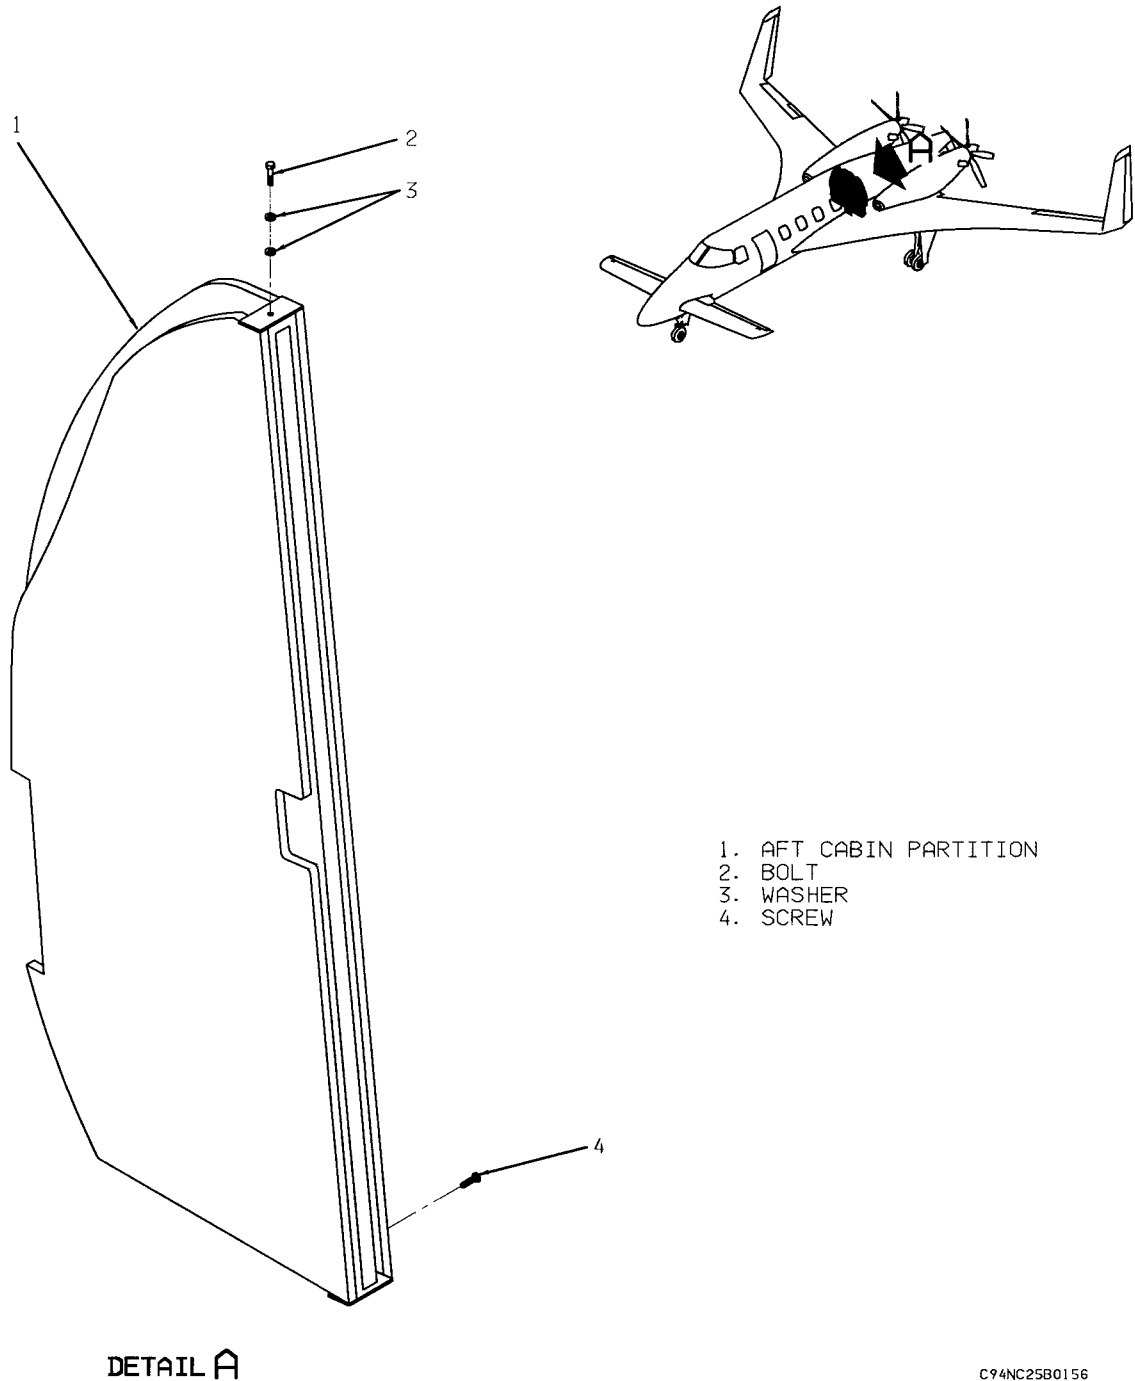 1
2
3
A
1. AFT CABIN PARTITION
2. BOLT
3. WASHER
4. SCREW
4
DETAIL A
C94NC25B0156